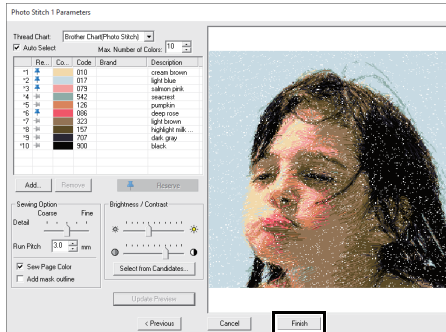 Photo Stitch 1 Parameters
Thread Chart: Brother Chart(Photo Stitch)
Auto Select Max. Number of Colors: 10
Re... Co... Code Brand Description
*1 010 cream brown
*2 017 light blue
*3 079 salmon pink
*4 542 seacrest
*5 126 pumpkin
*6 086 deep rose
*7 323 light brown
*8 157 highlight milk ...
*9 707 dark gray
*10 900 black
Add... Remove Reserve
Sewing Option Brightness / Contrast
Coarse Fine
Detail
Run Pitch 3.0 mm
Sew Page Color
Add mask outline
Select from Candidates...
Update Preview
< Previous Cancel Finish